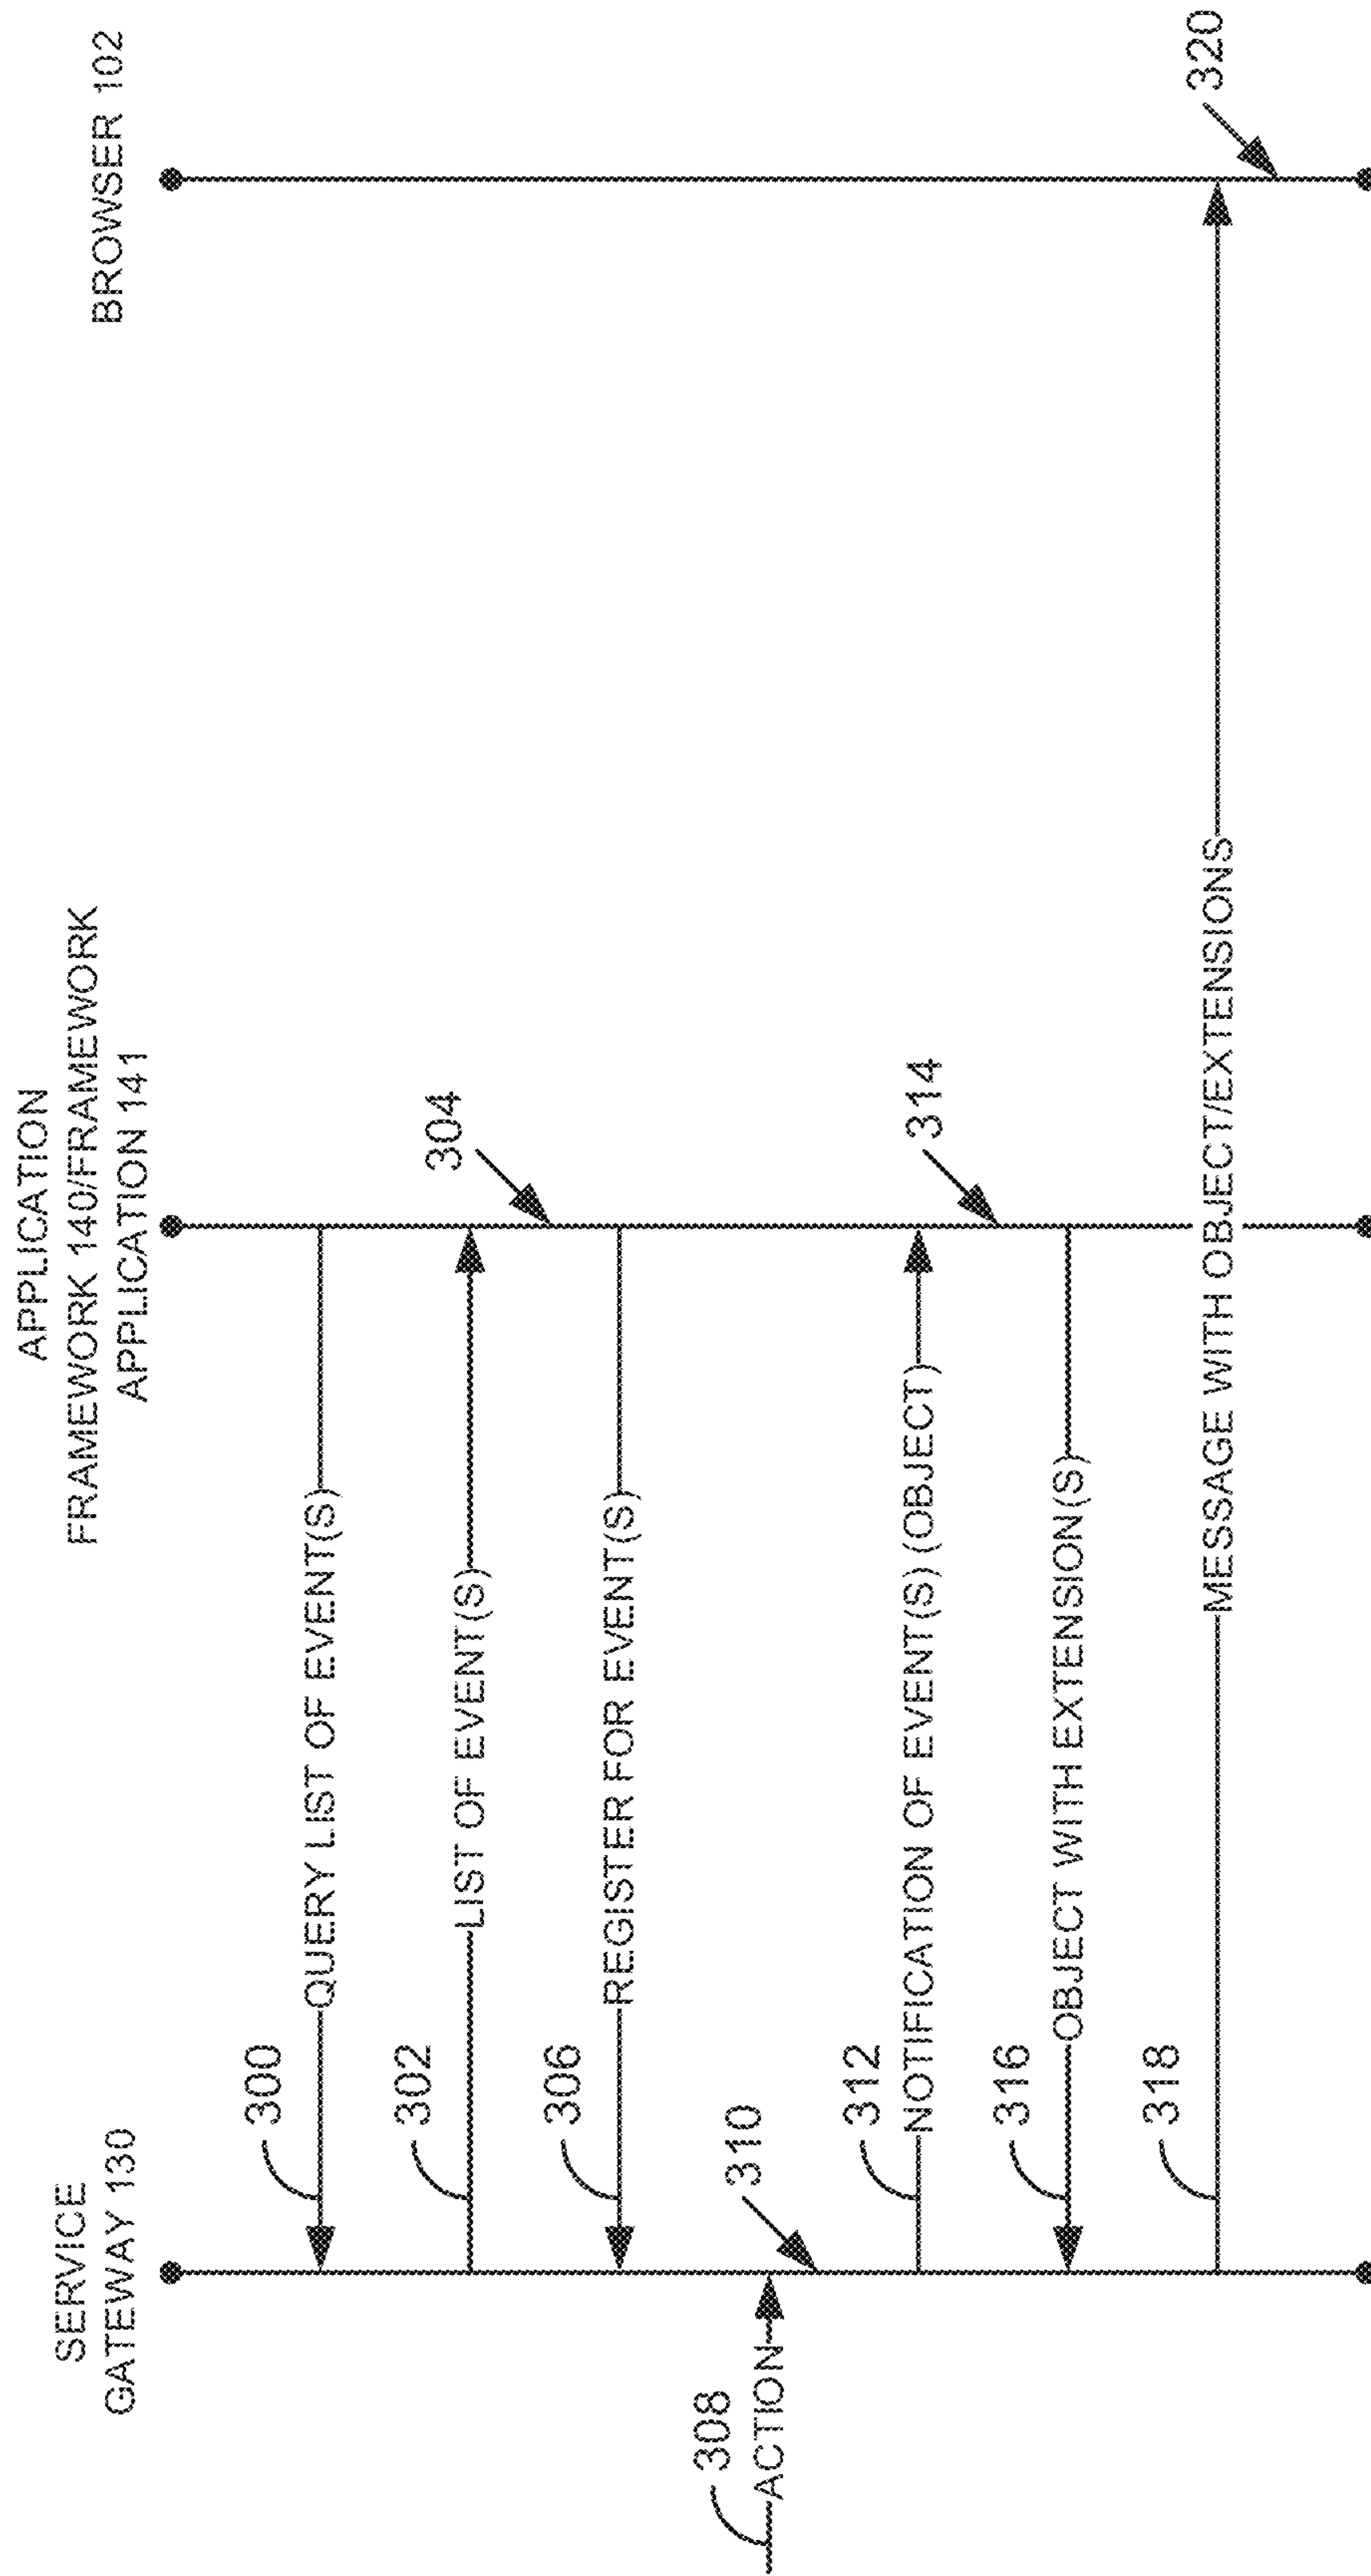 SERVICE
GATEWAY 130
APPLICATION
FRAMEWORK 140/FRAMEWORK
APPLICATION 141
BROWSER 102
300
QUERY LIST OF EVENT(S)
302
LIST OF EVENT(S)
304
306
REGISTER FOR EVENT(S)
308
ACTION
310
312
NOTIFICATION OF EVENT(S) (OBJECT)
314
316
OBJECT WITH EXTENSION(S)
318
MESSAGE WITH OBJECT/EXTENSIONS
320